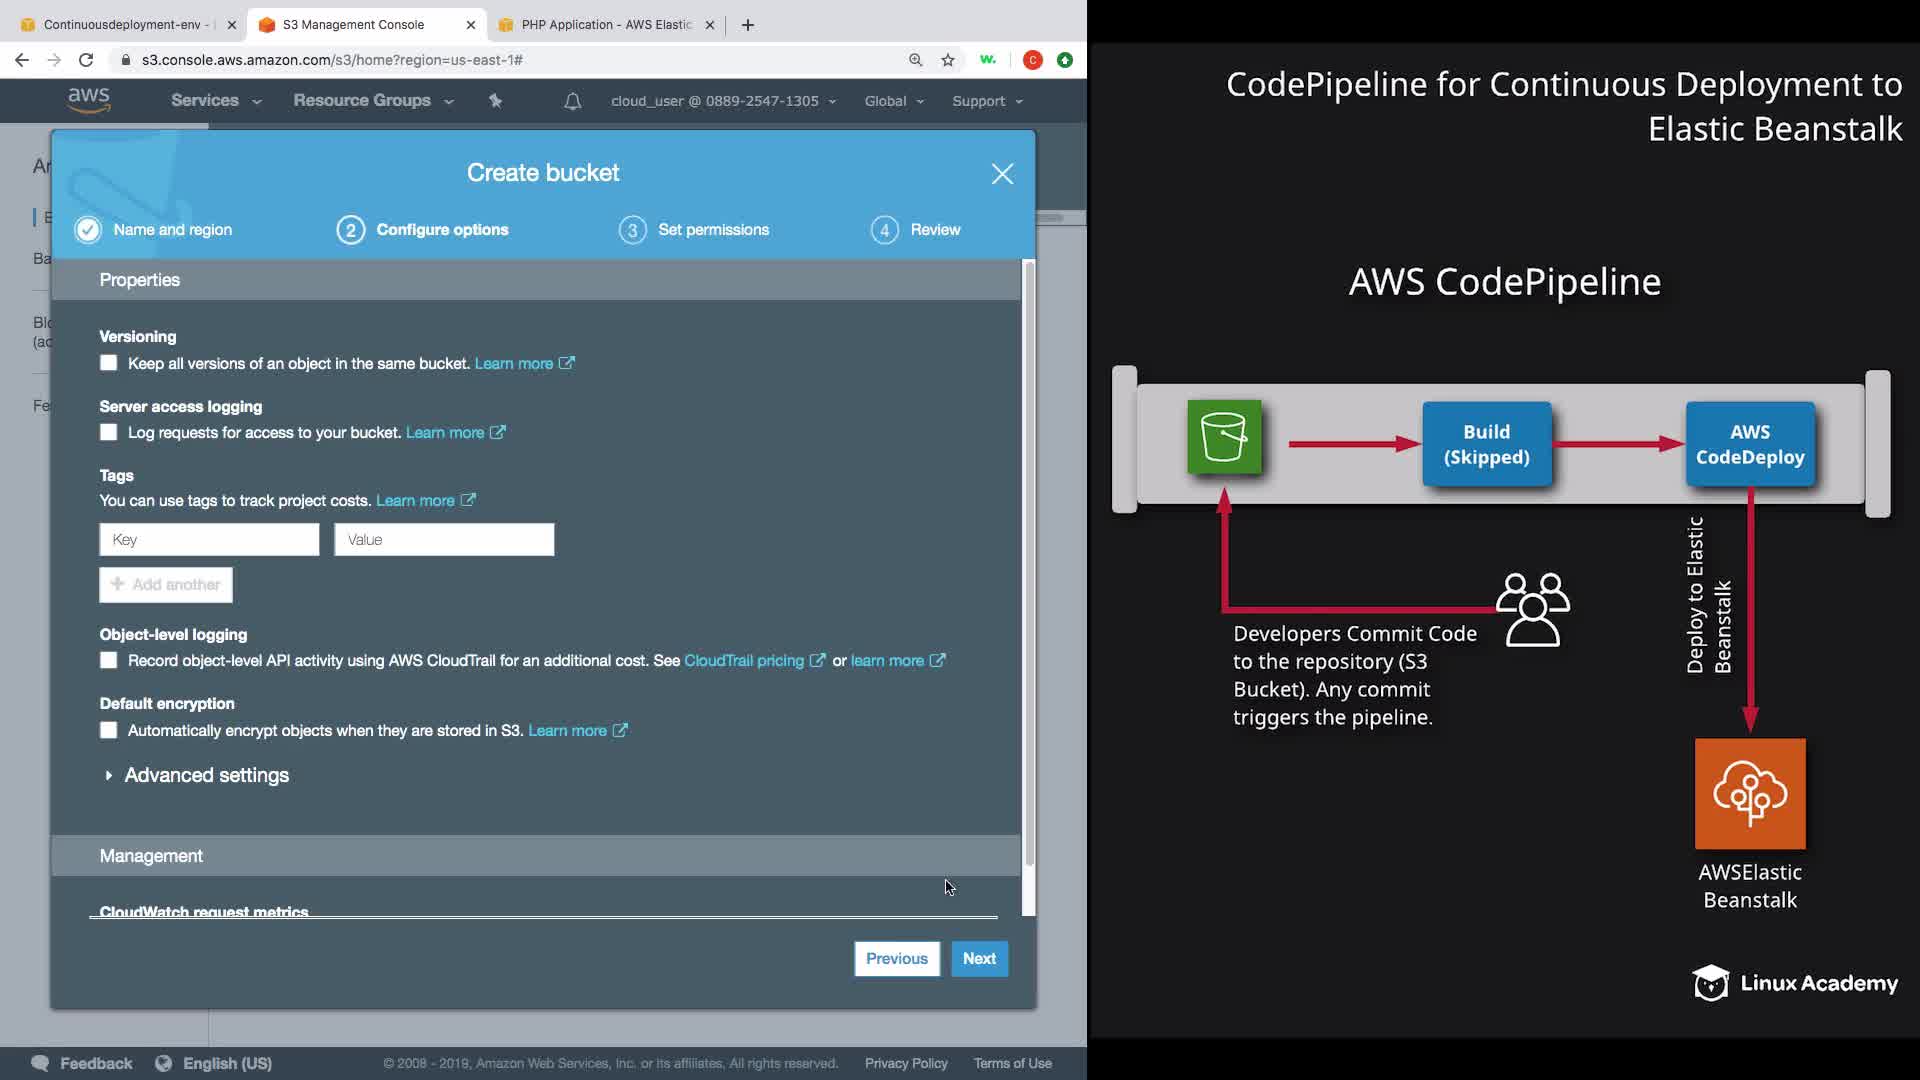 Continuousdeployment-env -
S3 Management Console
PHP Application - AWS Elastic
s3.console.aws.amazon.com/s3/home?region=us-east-1#
w.
C
aws
Services
Resource Groups
cloud_user @ 0889-2547-1305
Global
Support
Create bucket
Name and region
2 Configure options
3 Set permissions
4 Review
Properties
Versioning
Keep all versions of an object in the same bucket. Learn more
Server access logging
Log requests for access to your bucket. Learn more
Tags
You can use tags to track project costs. Learn more
Key
Value
+ Add another
Object-level logging
Record object-level API activity using AWS CloudTrail for an additional cost. See CloudTrail pricing or learn more
Default encryption
Automatically encrypt objects when they are stored in S3. Learn more
Advanced settings
Management
CloudWatch request metrics
Previous
Next
Feedback
English (US)
© 2008 - 2019, Amazon Web Services, Inc. or its affiliates. All rights reserved.
Privacy Policy
Terms of Use
CodePipeline for Continuous Deployment to
Elastic Beanstalk
AWS CodePipeline
Build
(Skipped)
AWS
CodeDeploy
Developers Commit Code
to the repository (S3
Bucket). Any commit
triggers the pipeline.
Deploy to Elastic
Beanstalk
AWSElastic
Beanstalk
Linux Academy